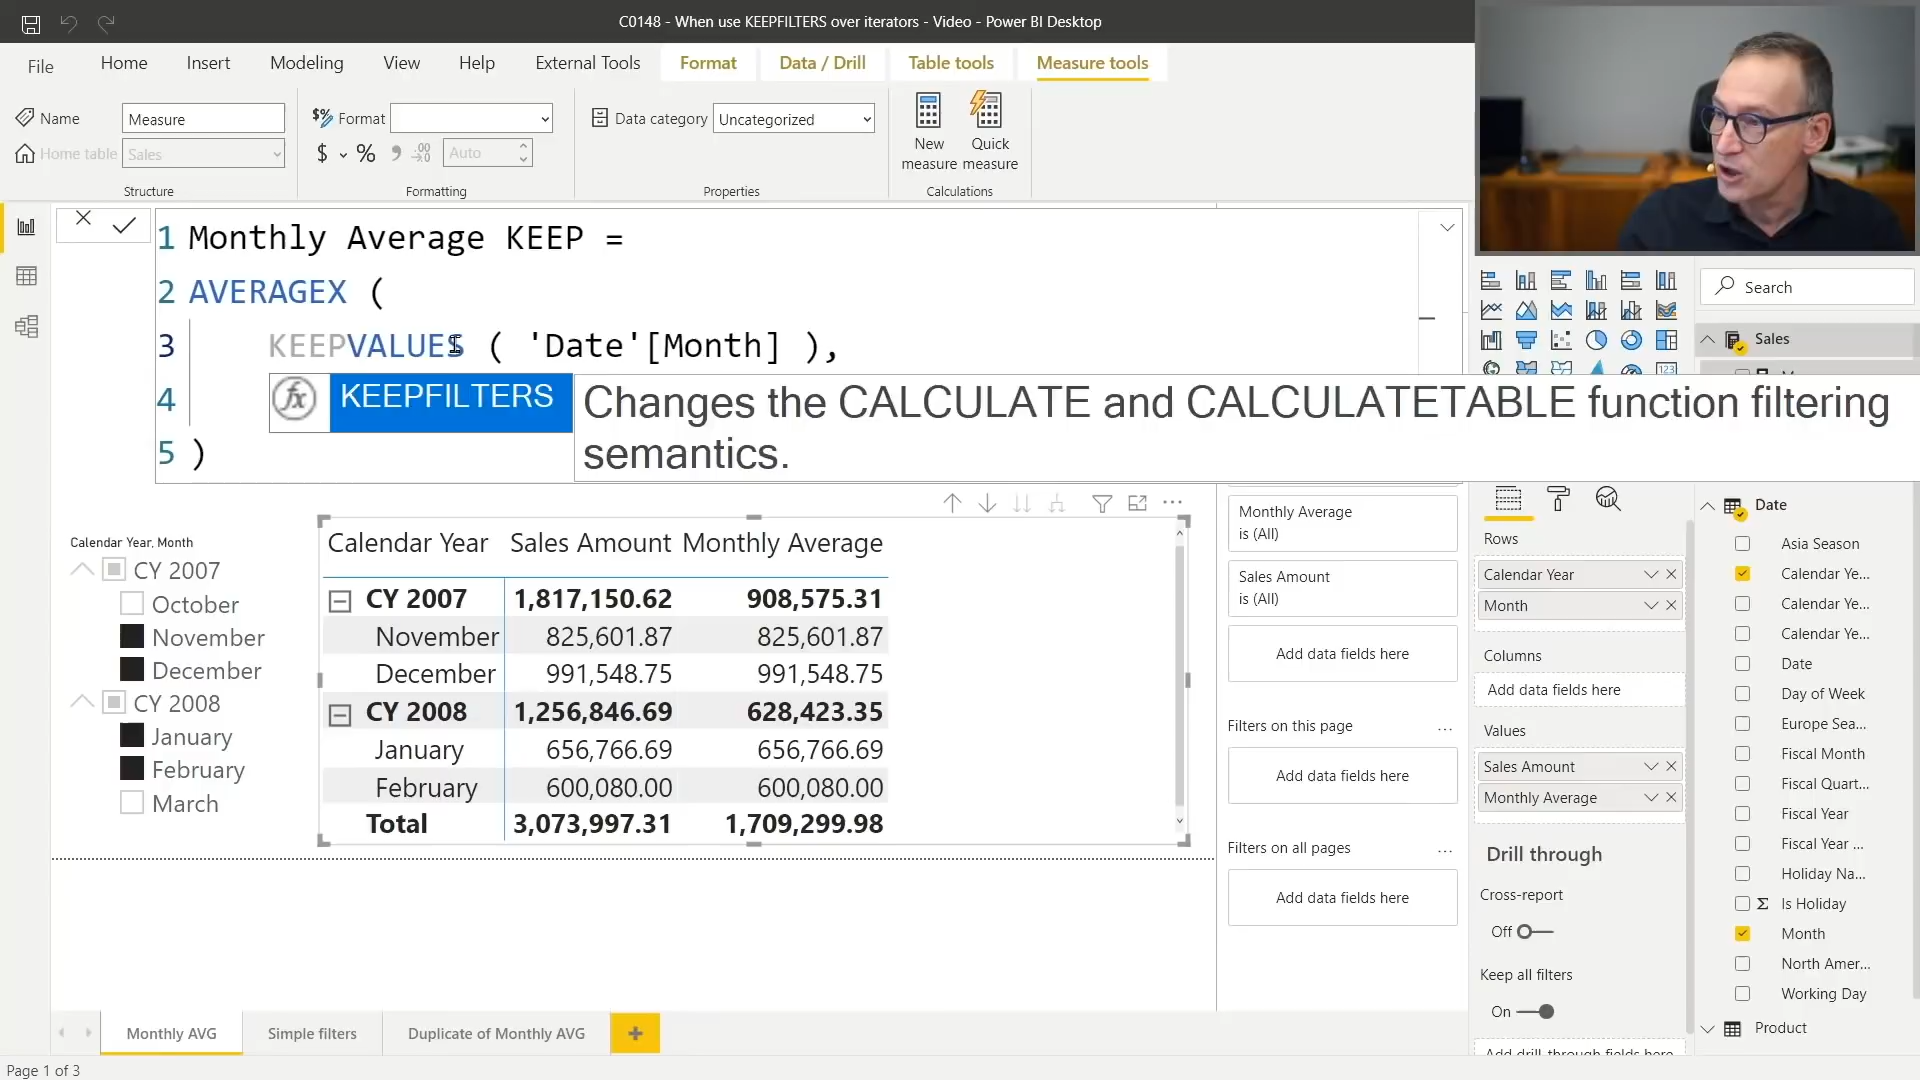 C0148 - When use KEEPFILTERS over iterators - Video - Power BI Desktop
File
Home
Insert
Modeling
View
Help
External Tools
Format
Data / Drill
Table tools
Measure tools
Name
Measure
Home table
Sales
Structure
Format
$
%
Auto
Formatting
Data category
Uncategorized
Properties
New measure
Quick measure
Calculations
1 Monthly Average KEEP =
2 AVERAGEX (
3 KEEPVALUES ( 'Date'[Month] ),
4
5 )
KEEPFILTERS
Changes the CALCULATE and CALCULATETABLE function filtering
semantics.
Calendar Year, Month
CY 2007
October
November
December
CY 2008
January
February
March
Calendar Year Sales Amount Monthly Average
CY 2007 1,817,150.62 908,575.31
November 825,601.87 825,601.87
December 991,548.75 991,548.75
CY 2008 1,256,846.69 628,423.35
January 656,766.69 656,766.69
February 600,080.00 600,080.00
Total 3,073,997.31 1,709,299.98
Monthly Average
is (All)
Sales Amount
is (All)
Add data fields here
Filters on this page
Add data fields here
Filters on all pages
Add data fields here
Rows
Calendar Year
Month
Columns
Add data fields here
Values
Sales Amount
Monthly Average
Drill through
Cross-report
Off
Keep all filters
On
Add drill-through fields here
Search
Sales
Date
Asia Season
Calendar Ye...
Calendar Ye...
Calendar Ye...
Date
Day of Week
Europe Sea...
Fiscal Month
Fiscal Quart...
Fiscal Year
Fiscal Year ...
Holiday Na...
Is Holiday
Month
North Amer...
Working Day
Product
Monthly AVG
Simple filters
Duplicate of Monthly AVG
Page 1 of 3